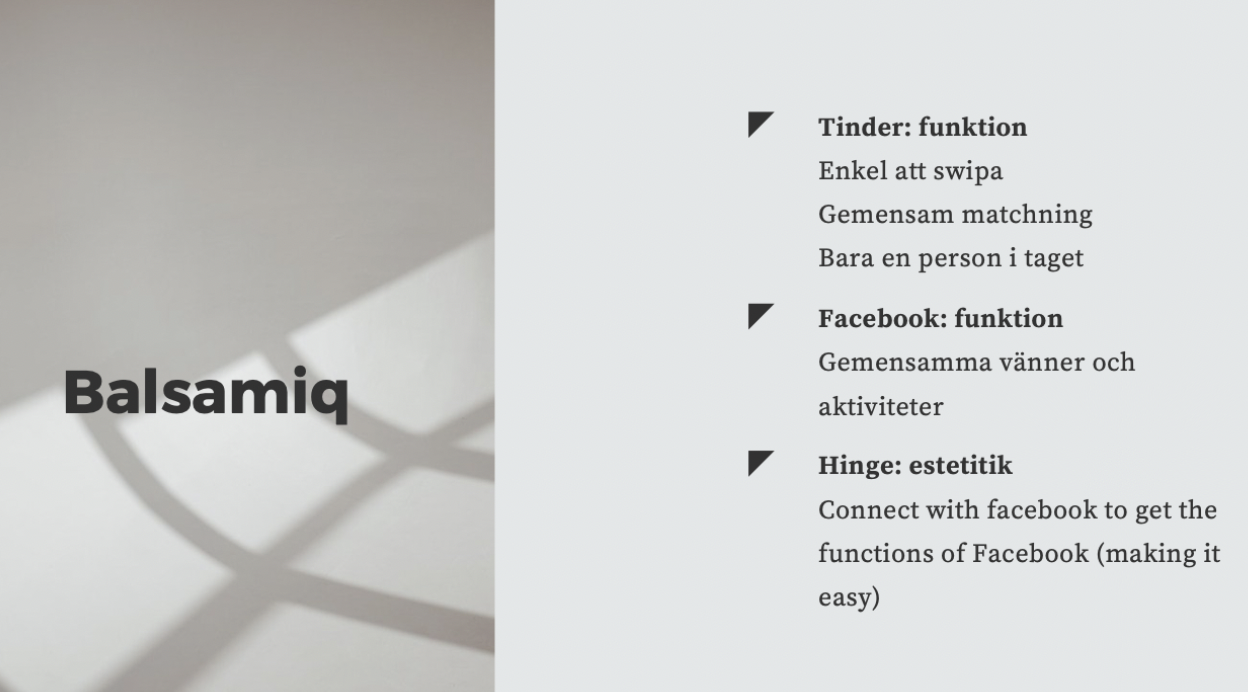 Balsamiq
Tinder: funktion
Enkel att swipa
Gemensam matchning
Bara en person i taget
Facebook: funktion
Gemensamma vänner och
aktiviteter
Hinge: estetitik
Connect with facebook to get the
functions of Facebook (making it
easy)